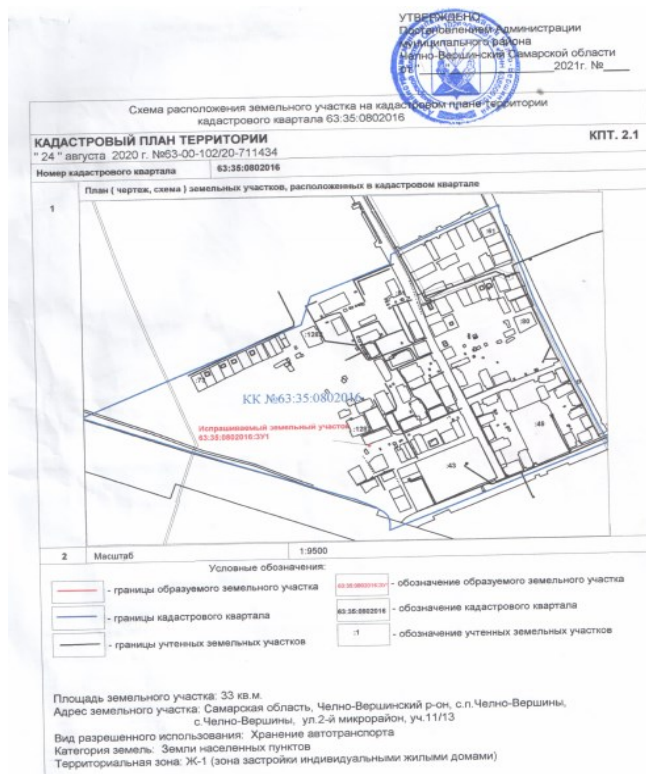 УТВЕРЖДЕНО
Постановлением Администрации
муниципального района
Челно-Вершинский Самарской области
от "                    2021г. №
Схема расположения земельного участка на кадастровом плане территории
кадастрового квартала 63:35:0802016
КАДАСТРОВЫЙ ПЛАН ТЕРРИТОРИИ КПТ. 2.1
" 24 " августа 2020 г. №63-00-102/20-711434
Номер кадастрового квартала 63:35:0802016
План ( чертеж, схема ) земельных участков, расположенных в кадастровом квартале
1
КК №63:35:0802016
Испрашиваемый земельный участок
63:35:0802016:ЗУ1
:43
2 Масштаб 1:9500
Условные обозначения:
- границы образуемого земельного участка
63:35:0802016:ЗУ1 - обозначение образуемого земельного участка
- границы кадастрового квартала
63:35:0802016 - обозначение кадастрового квартала
- границы учтенных земельных участков
:1 - обозначение учтенных земельных участков
Площадь земельного участка: 33 кв.м.
Адрес земельного участка: Самарская область, Челно-Вершинский р-он, с.п.Челно-Вершины,
с.Челно-Вершины, ул.2-й микрорайон, уч.11/13
Вид разрешенного использования: Хранение автотранспорта
Категория земель: Земли населенных пунктов
Территориальная зона: Ж-1 (зона застройки индивидуальными жилыми домами)